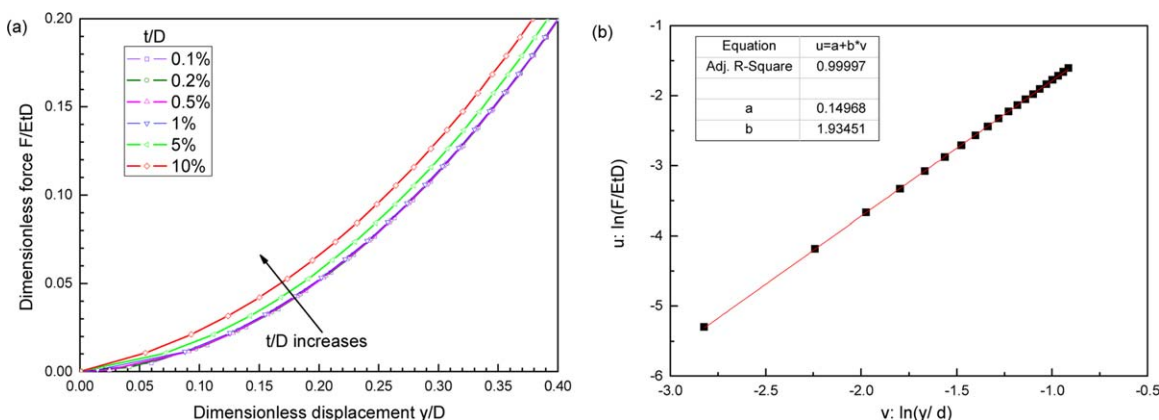 (a)
Dimensionless force F/EtD
0.20
0.15
0.10
0.05
0.00
t/D
0.1%
0.2%
0.5%
1%
5%
10%
t/D increases
0.00 0.05 0.10 0.15 0.20 0.25 0.30 0.35 0.40
Dimensionless displacement y/D
(b)
u: ln(F/EtD)
-1
-2
-3
-4
-5
-6
Equation u=a+b*v
Adj. R-Square 0.99997
a 0.14968
b 1.93451
-3.0 -2.5 -2.0 -1.5 -1.0 -0.5
v: ln(y/ d)